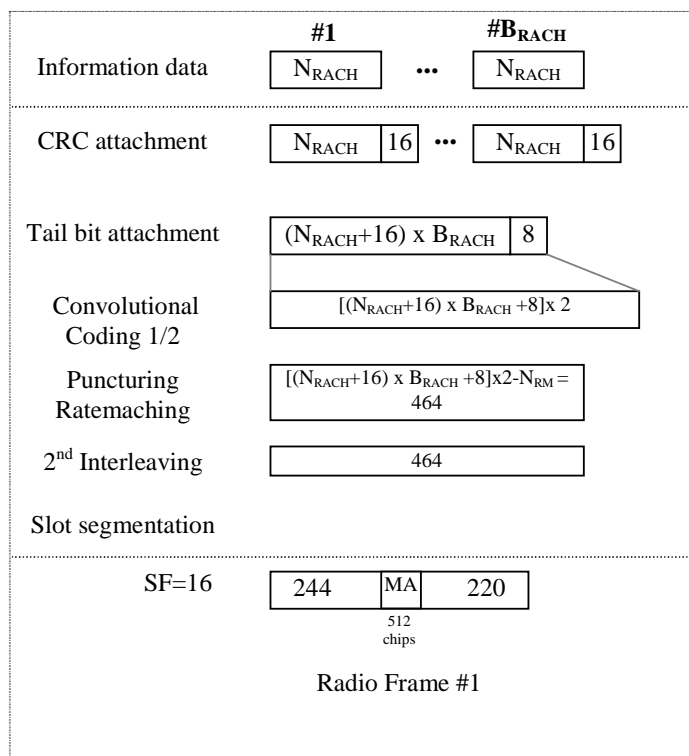 #1 #B_RACH
Information data N_RACH ••• N_RACH
CRC attachment N_RACH 16 ••• N_RACH 16
Tail bit attachment (N_RACH+16) x B_RACH 8
Convolutional
Coding 1/2
[(N_RACH+16) x B_RACH +8]x 2
Puncturing
Ratemaching
[(N_RACH+16) x B_RACH +8]x2-N_RM =
464
2nd Interleaving 464
Slot segmentation
SF=16 244 MA 220
512
chips
Radio Frame #1